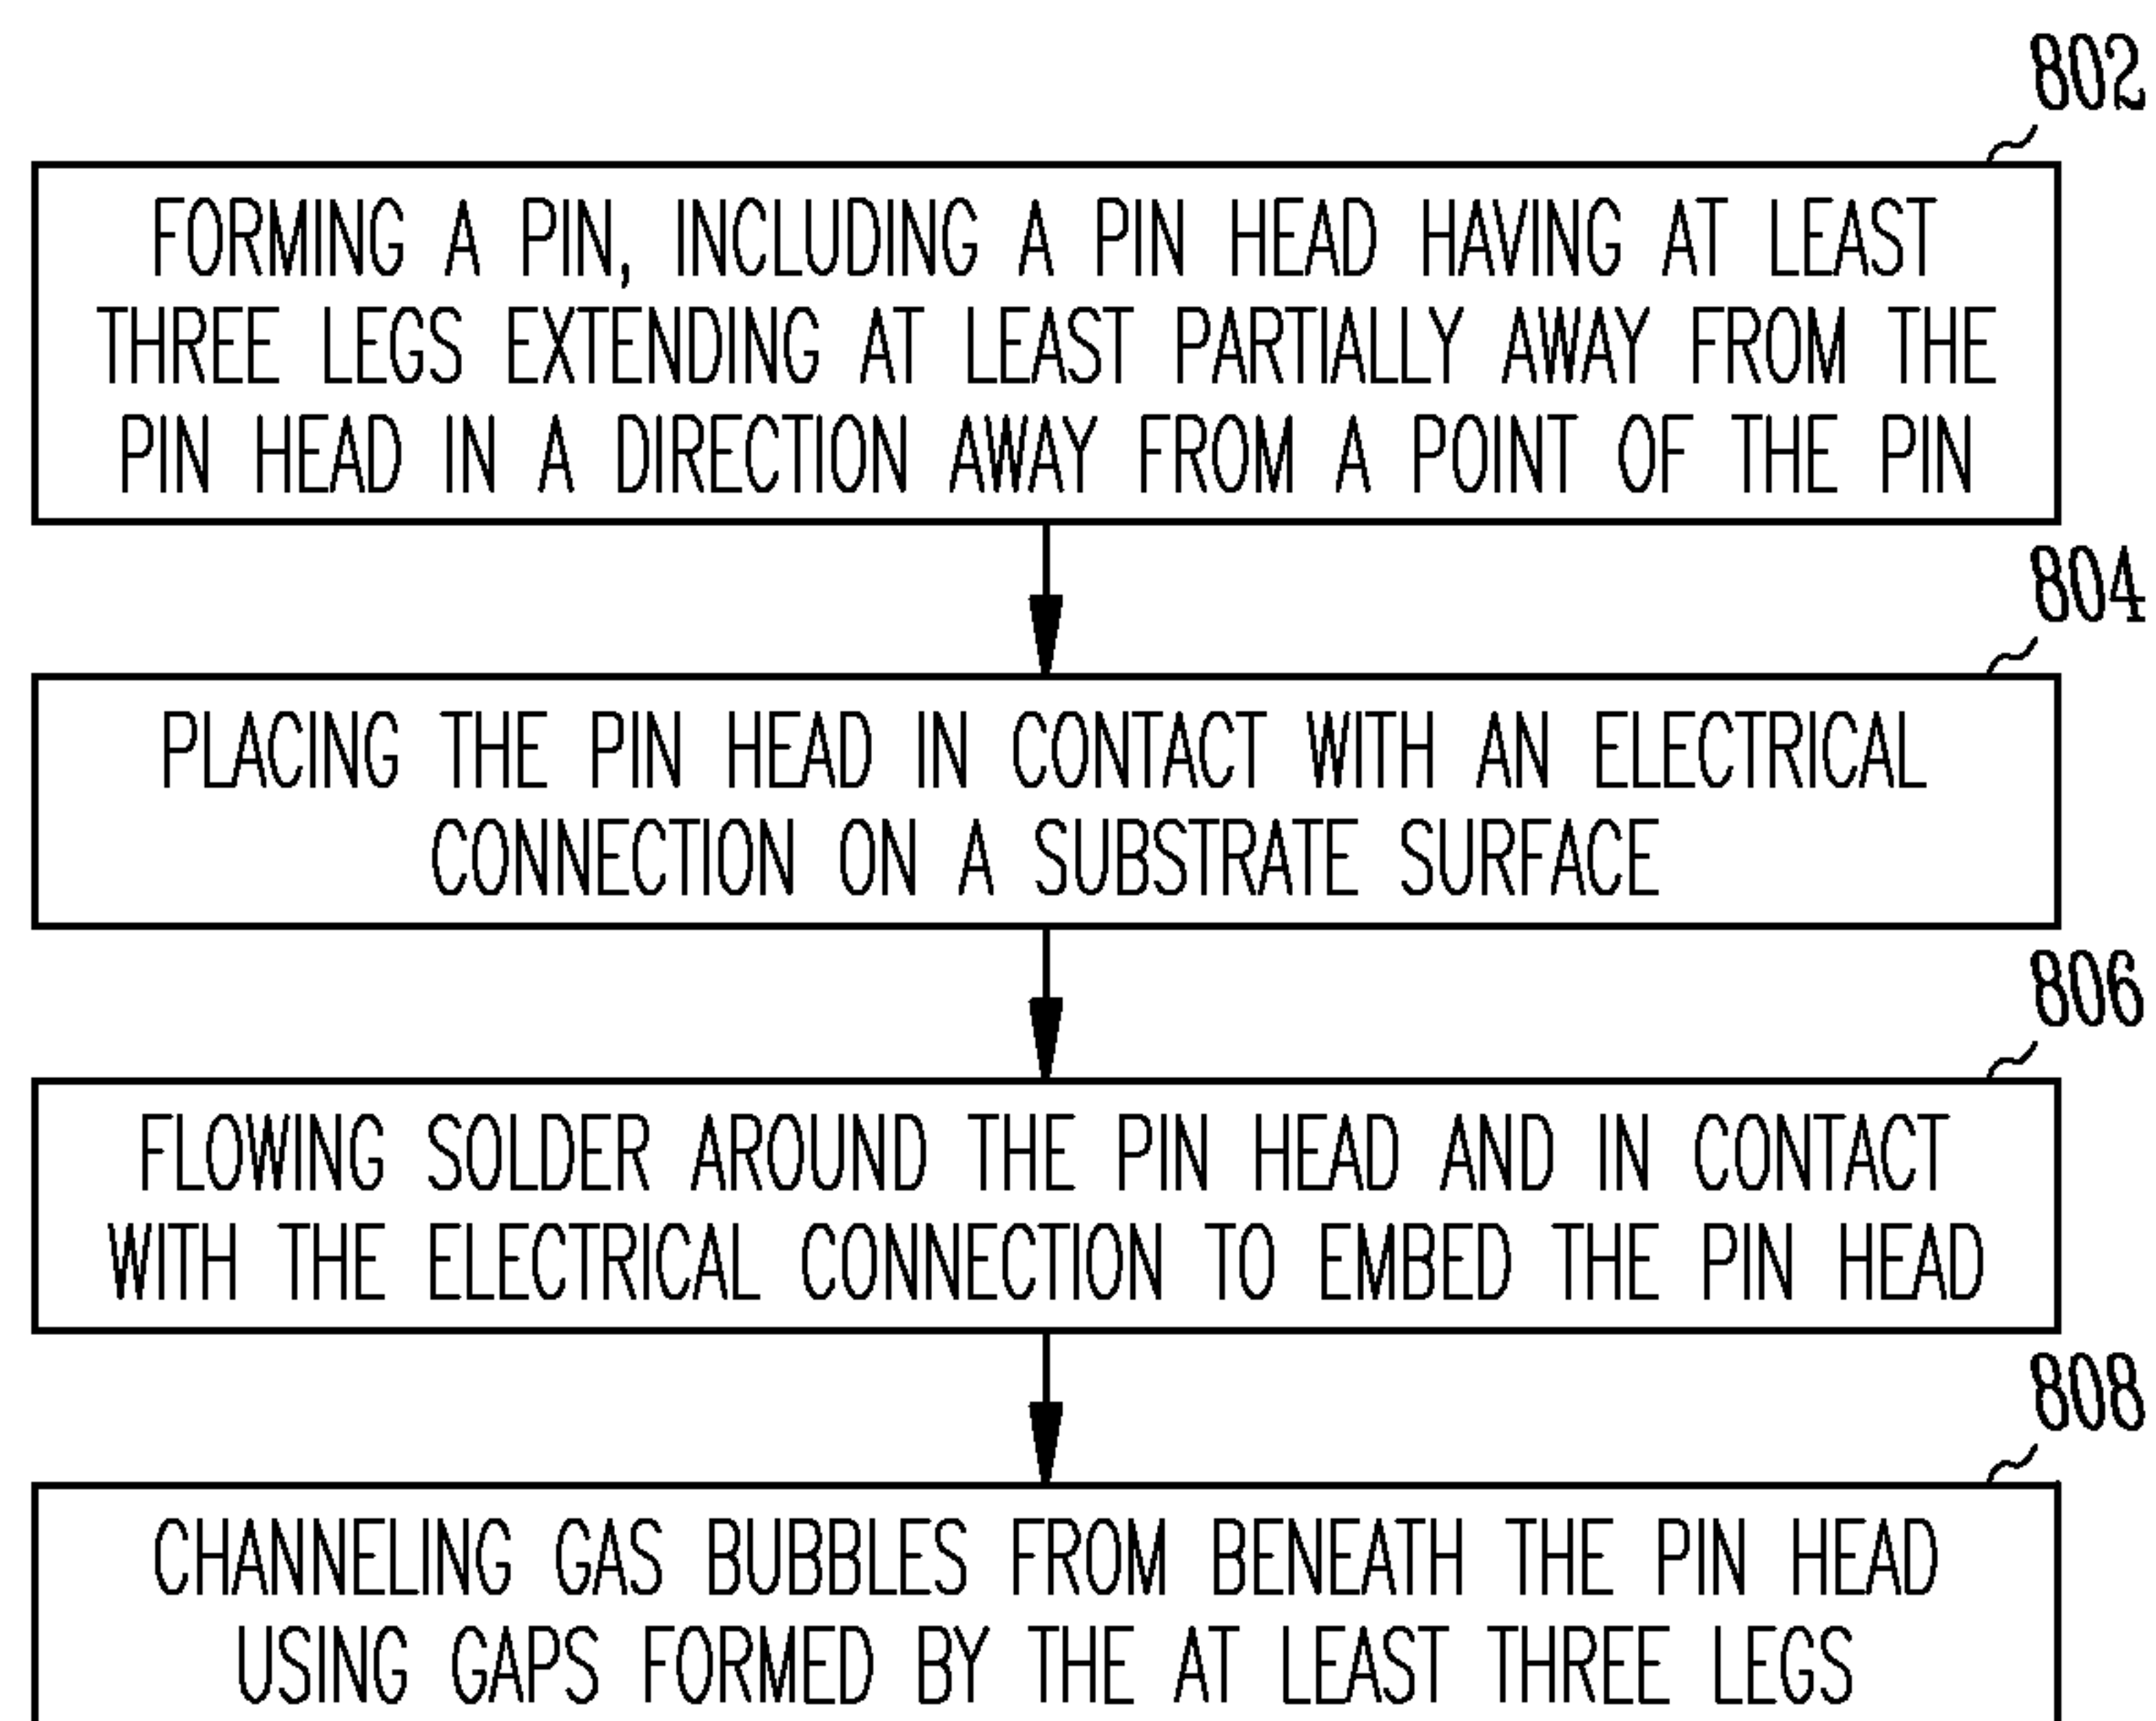 802
FORMING A PIN, INCLUDING A PIN HEAD HAVING AT LEAST
THREE LEGS EXTENDING AT LEAST PARTIALLY AWAY FROM THE
PIN HEAD IN A DIRECTION AWAY FROM A POINT OF THE PIN
804
PLACING THE PIN HEAD IN CONTACT WITH AN ELECTRICAL
CONNECTION ON A SUBSTRATE SURFACE
806
FLOWING SOLDER AROUND THE PIN HEAD AND IN CONTACT
WITH THE ELECTRICAL CONNECTION TO EMBED THE PIN HEAD
808
CHANNELING GAS BUBBLES FROM BENEATH THE PIN HEAD
USING GAPS FORMED BY THE AT LEAST THREE LEGS